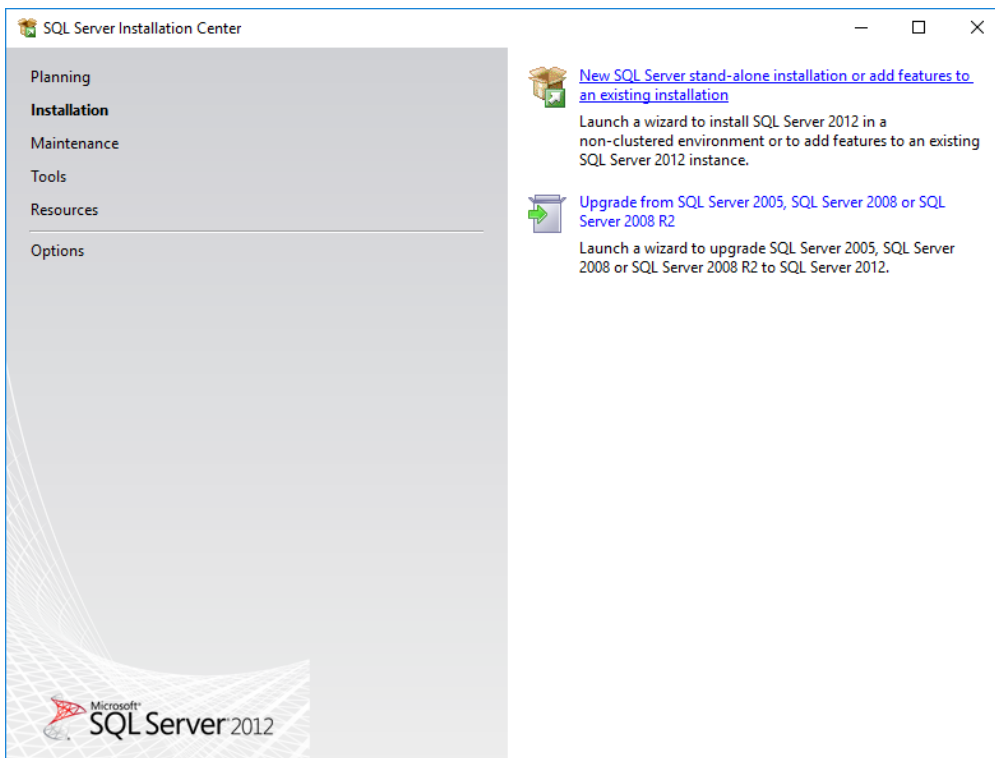 SQL Server Installation Center
Planning
Installation
Maintenance
Tools
Resources
Options
New SQL Server stand-alone installation or add features to
an existing installation
Launch a wizard to install SQL Server 2012 in a
non-clustered environment or to add features to an existing
SQL Server 2012 instance.
Upgrade from SQL Server 2005, SQL Server 2008 or SQL
Server 2008 R2
Launch a wizard to upgrade SQL Server 2005, SQL Server
2008 or SQL Server 2008 R2 to SQL Server 2012.
Microsoft®
SQL Server 2012